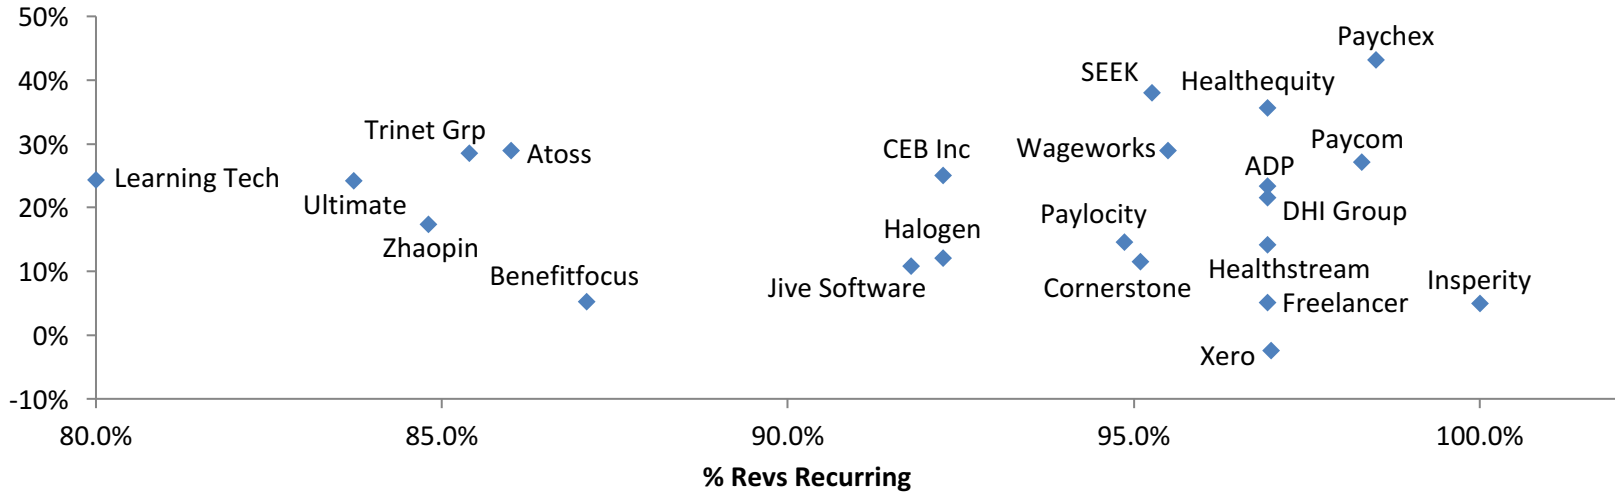 50%
Paychex
SEEK
40%
Healthequity
Trinet Grp
Paycom
30%
CEB Inc
Wageworks
Atoss
ADP
Learning Tech
20%
Ultimate
Paylocity
DHI Group
Halogen
Zhaopin
10%
Benefitfocus
Healthstream
Insperity
Jive Software
Cornerstone
Freelancer
0%
Xero
-10%
80.0%
85.0%
90.0%
95.0%
100.0%
% Revs Recurring